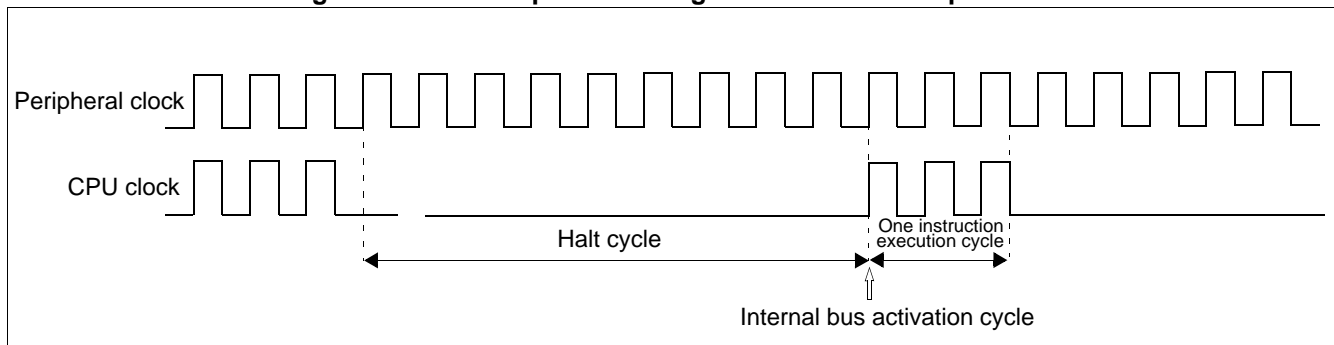 Peripheral clock
CPU clock
Halt cycle
One instruction
execution cycle
Internal bus activation cycle